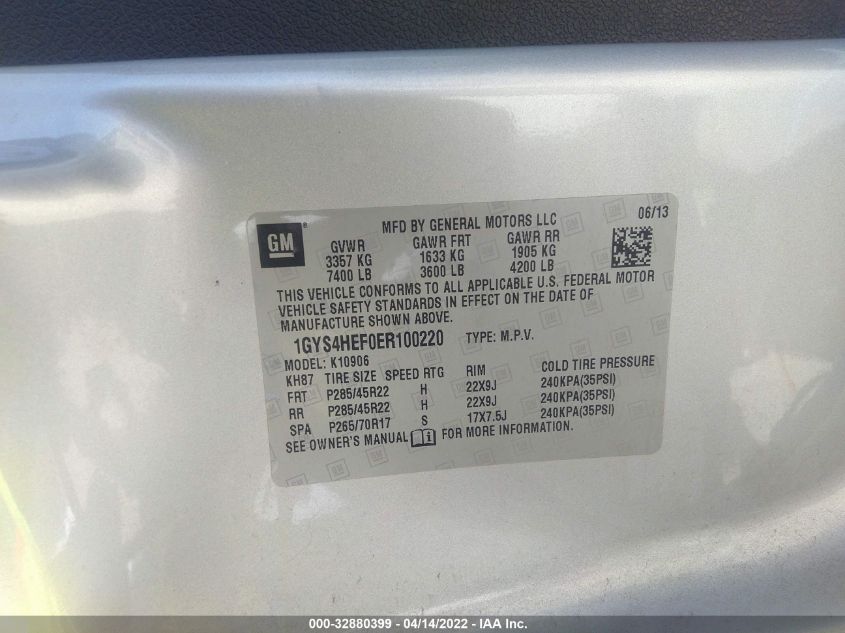 MFD BY GENERAL MOTORS LLC 06/13
GM
GVWR GAWR FRT GAWR RR
3357 KG 1633 KG 1905 KG
7400 LB 3600 LB 4200 LB
THIS VEHICLE CONFORMS TO ALL APPLICABLE U.S. FEDERAL MOTOR
VEHICLE SAFETY STANDARDS IN EFFECT ON THE DATE OF
MANUFACTURE SHOWN ABOVE.
1GYS4HEF0ER100220 TYPE: M.P.V.
MODEL: K10906
KH87 TIRE SIZE SPEED RTG RIM COLD TIRE PRESSURE
FRT P285/45R22 H 22X9J 240KPA(35PSI)
RR P285/45R22 H 22X9J 240KPA(35PSI)
SPA P265/70R17 S 17X7.5J 240KPA(35PSI)
SEE OWNER'S MANUAL FOR MORE INFORMATION.
100356 - 32880399 - 04/14/2022 - IAA Inc.